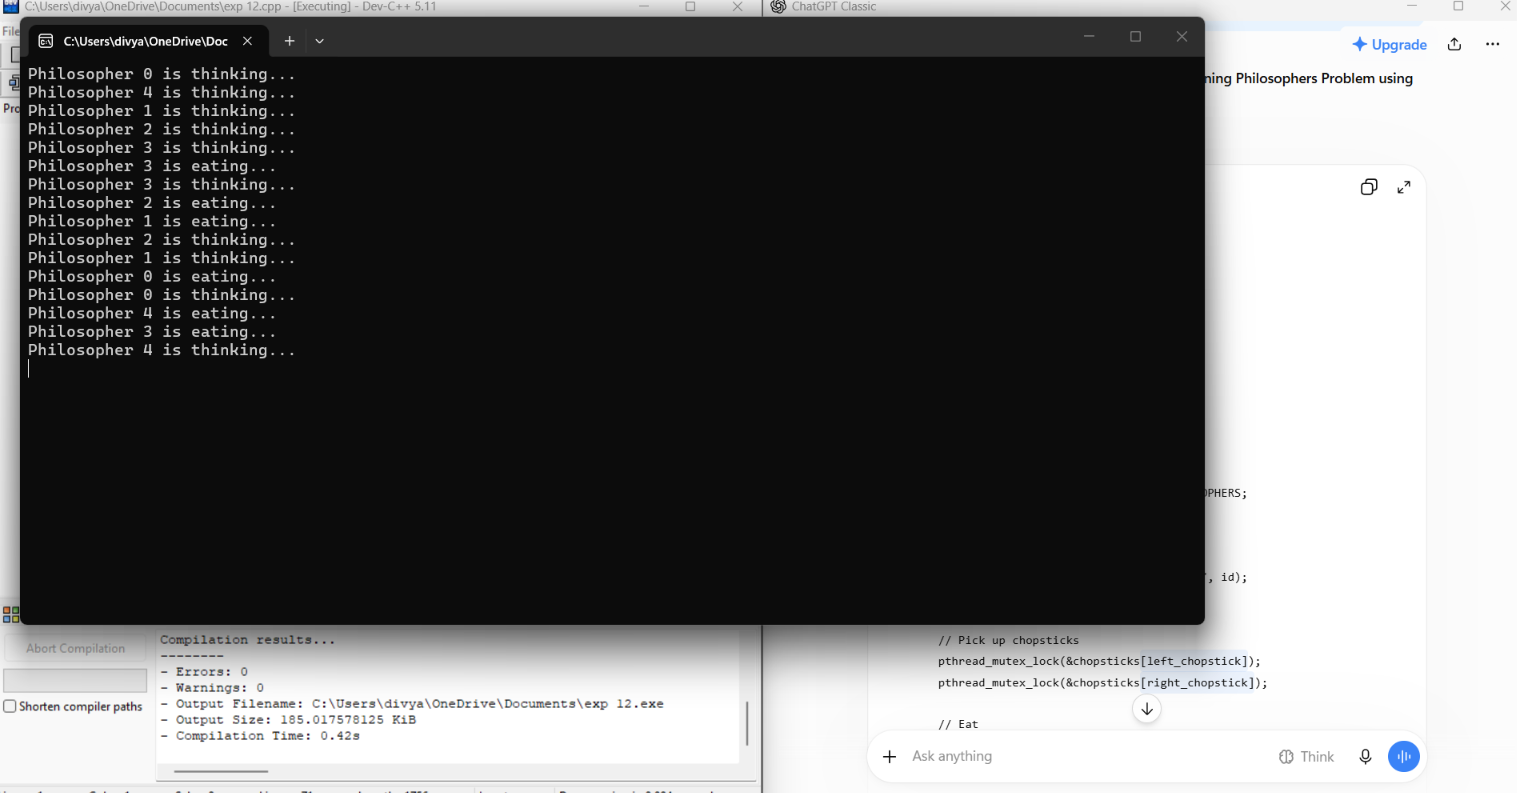 C:\Users\divya\OneDrive\Documents\exp 12.cpp - [Executing] - Dev-C++ 5.11
ChatGPT Classic
File
C:\Users\divya\OneDrive\Doc
Upgrade
ning Philosophers Problem using
Philosopher 0 is thinking...
Philosopher 4 is thinking...
Philosopher 1 is thinking...
Philosopher 2 is thinking...
Philosopher 3 is thinking...
Philosopher 3 is eating...
Philosopher 3 is thinking...
Philosopher 2 is eating...
Philosopher 1 is eating...
Philosopher 2 is thinking...
Philosopher 1 is thinking...
Philosopher 0 is eating...
Philosopher 0 is thinking...
Philosopher 4 is eating...
Philosopher 3 is eating...
Philosopher 4 is thinking...
Pro
OPHERS;
, id);
Abort Compilation
Shorten compiler paths
Compilation results...
--------
- Errors: 0
- Warnings: 0
- Output Filename: C:\Users\divya\OneDrive\Documents\exp 12.exe
- Output Size: 185.017578125 KiB
- Compilation Time: 0.42s
// Pick up chopsticks
pthread_mutex_lock(&chopsticks[left_chopstick]);
pthread_mutex_lock(&chopsticks[right_chopstick]);
// Eat
Ask anything
Think